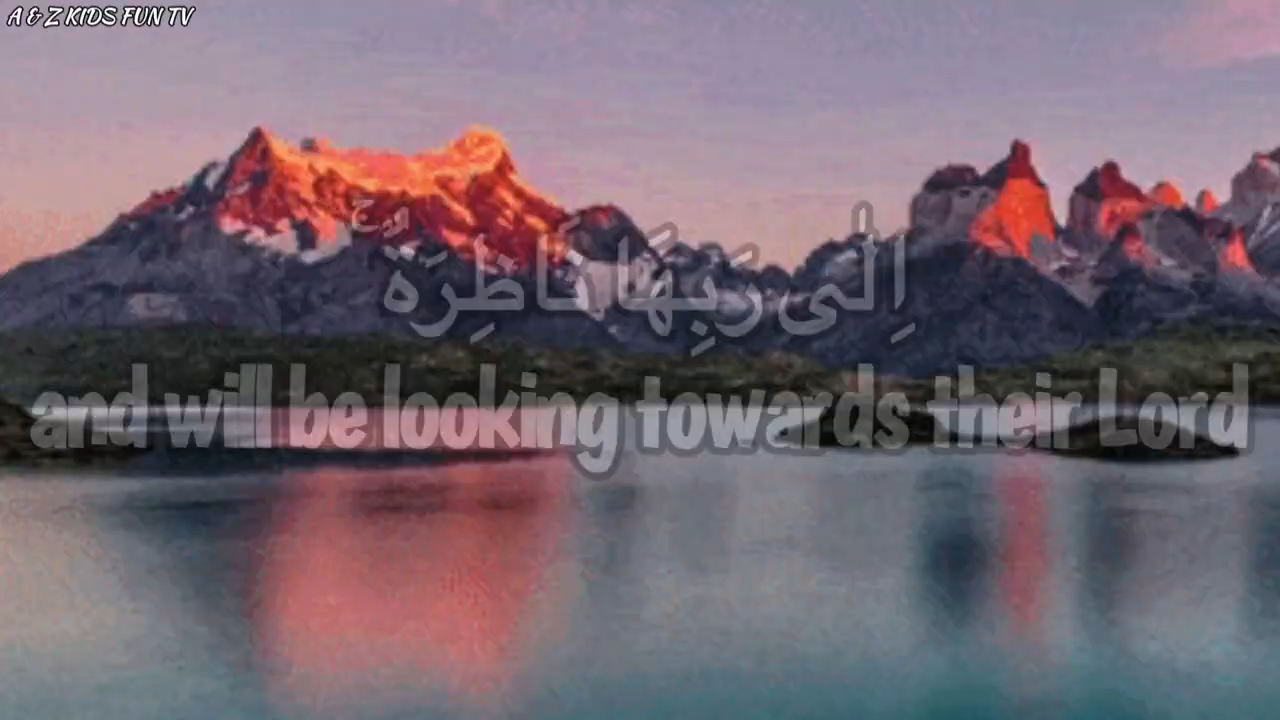 A & Z KIDS FUN TV
اِلٰى رَبِّهَا نَاظِرَةٌ ۚ
and will be looking towards their Lord